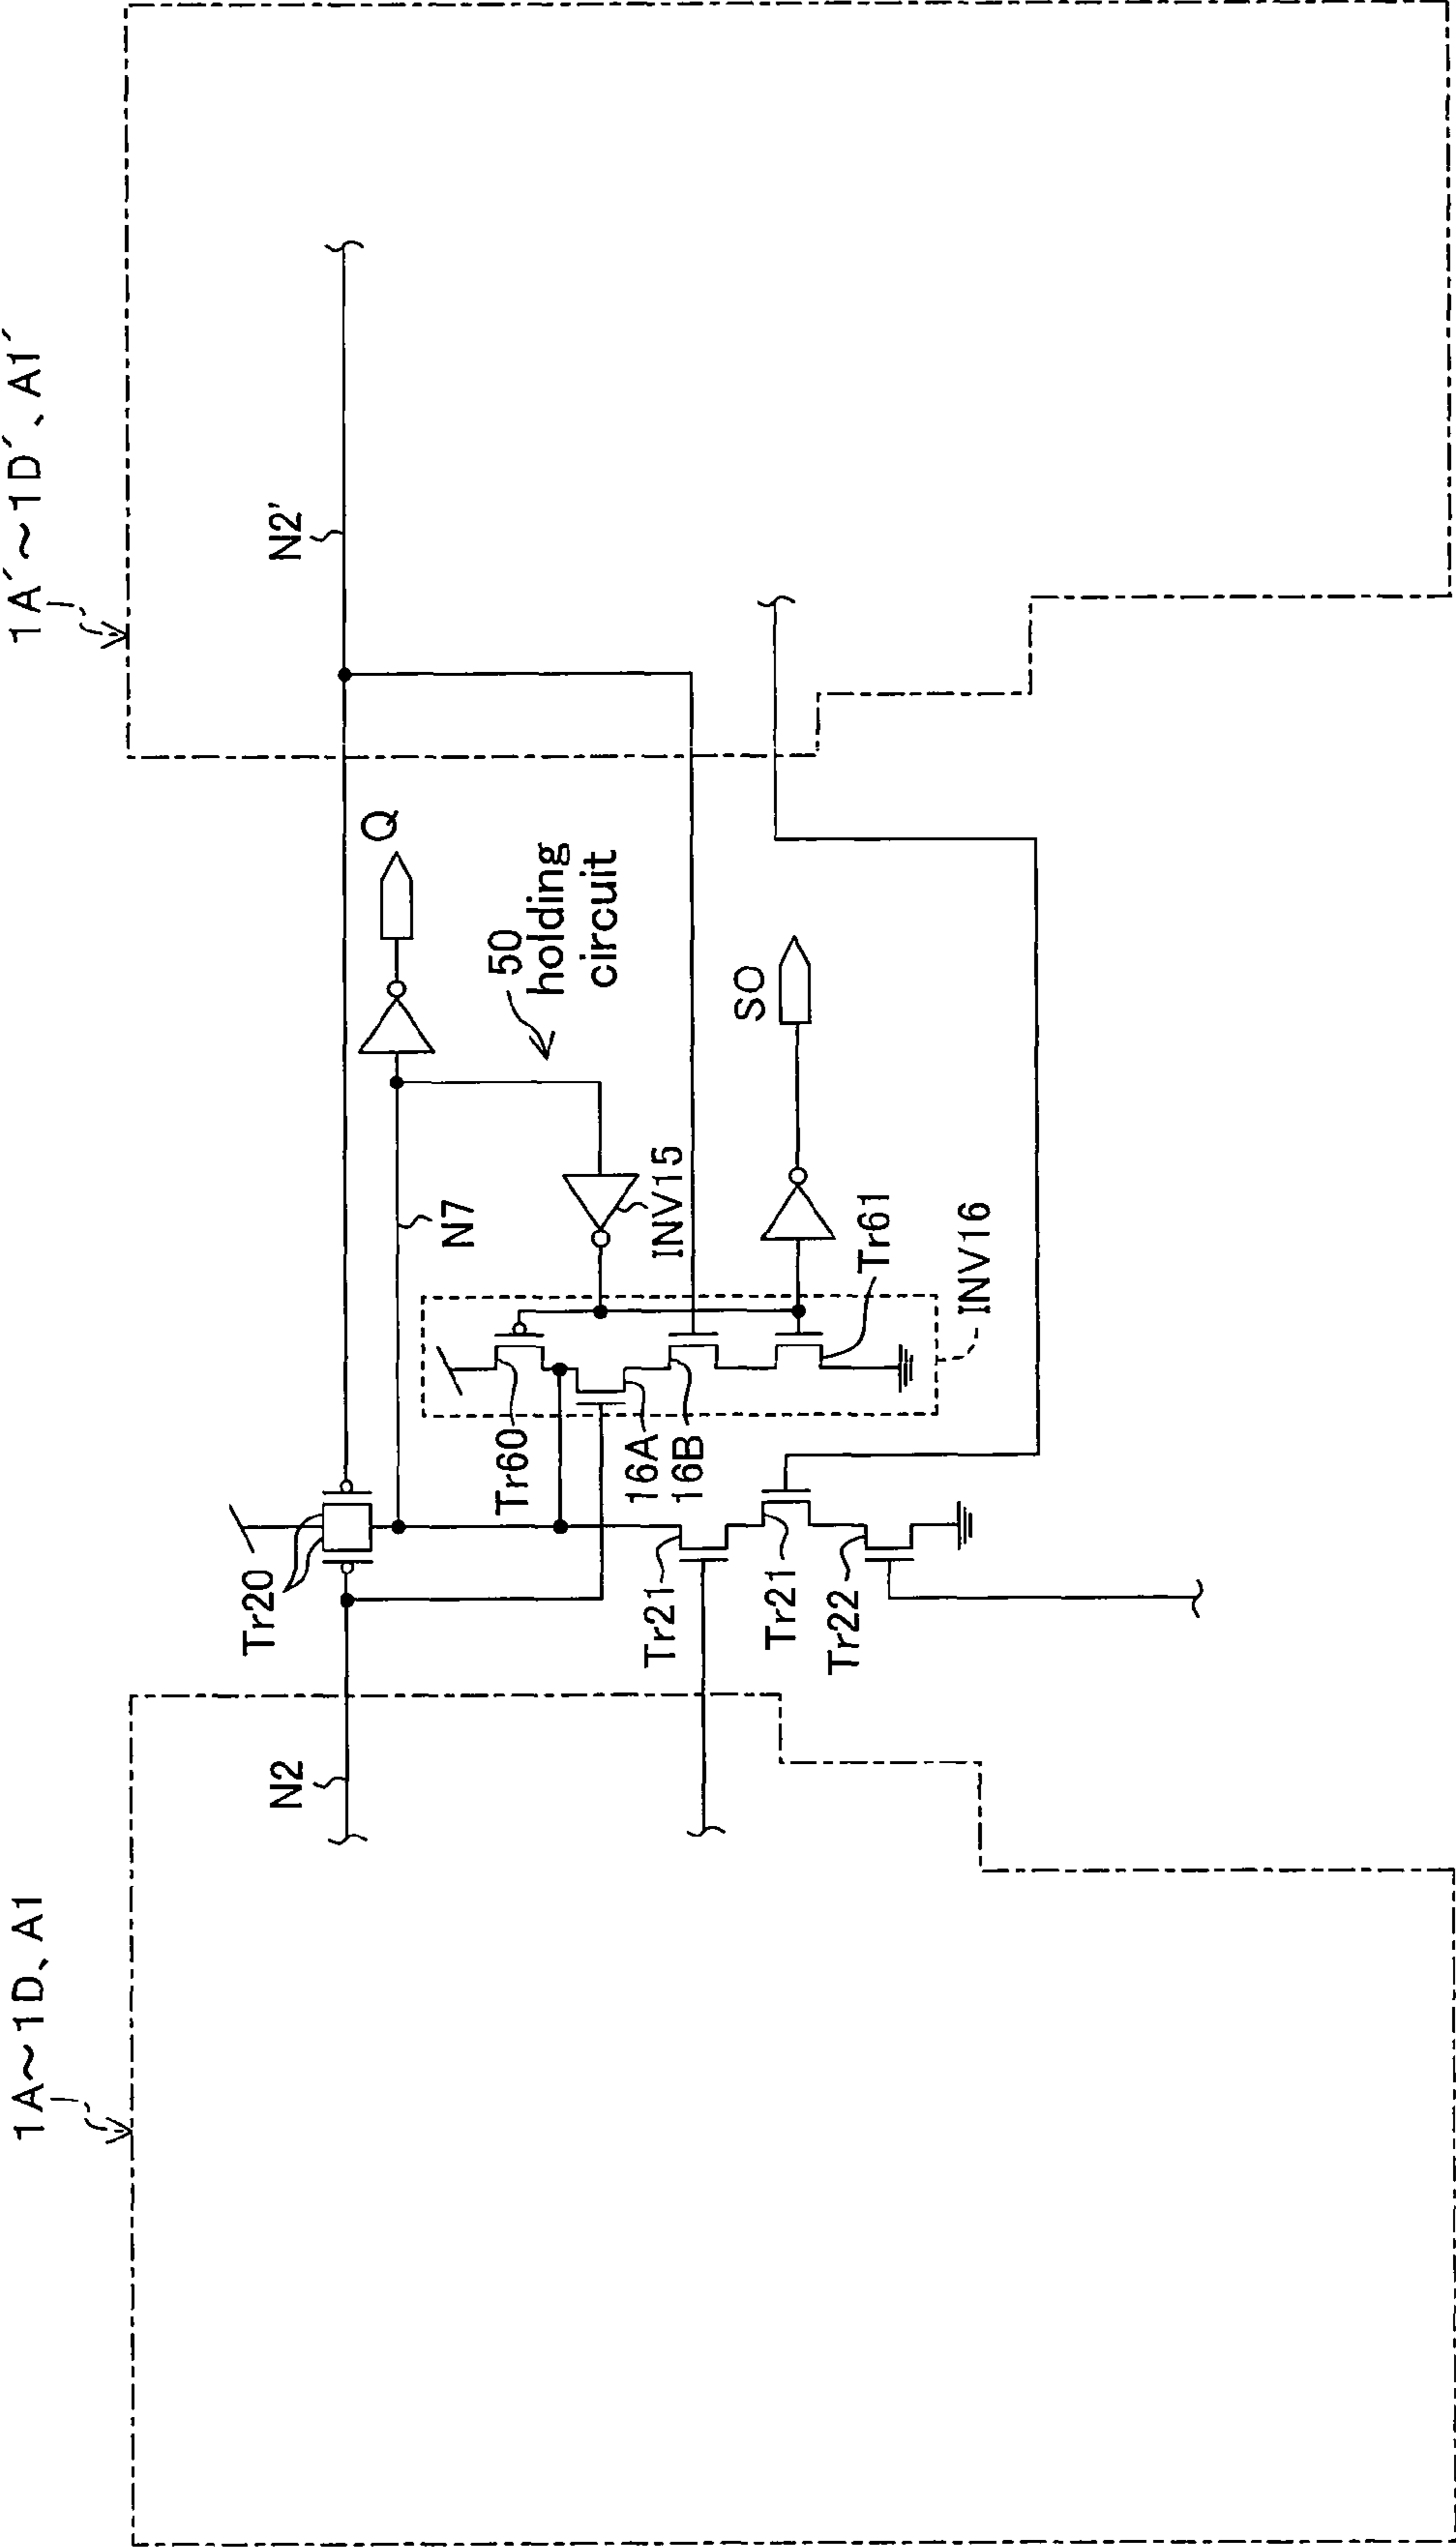 1A~1D、A1
1A´~1D´、A1´
N2
N2'
Tr20
Q
N7
50
holding
circuit
Tr60
INV15
16A
16B
SO
Tr61
INV16
Tr21
Tr21
Tr22